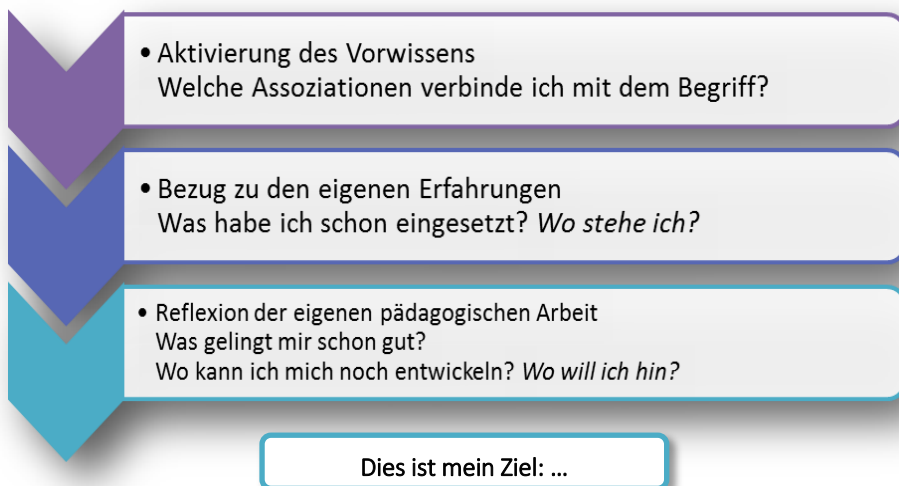 • Aktivierung des Vorwissens
Welche Assoziationen verbinde ich mit dem Begriff?
• Bezug zu den eigenen Erfahrungen
Was habe ich schon eingesetzt? Wo stehe ich?
• Reflexion der eigenen pädagogischen Arbeit
Was gelingt mir schon gut?
Wo kann ich mich noch entwickeln? Wo will ich hin?
Dies ist mein Ziel: ...